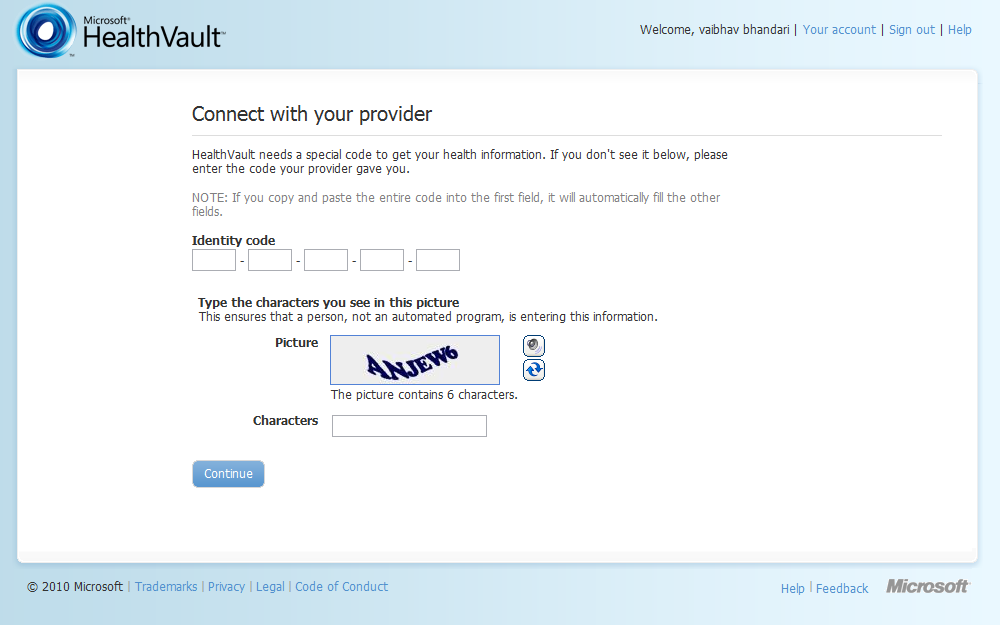 Microsoft®
HealthVault™
Welcome, vaibhav bhandari | Your account | Sign out | Help
Connect with your provider
HealthVault needs a special code to get your health information. If you don't see it below, please
enter the code your provider gave you.
NOTE: If you copy and paste the entire code into the first field, it will automatically fill the other
fields.
Identity code
- - - -
Type the characters you see in this picture
This ensures that a person, not an automated program, is entering this information.
Picture
ANJEW6
The picture contains 6 characters.
Characters
Continue
© 2010 Microsoft | Trademarks | Privacy | Legal | Code of Conduct
Help | Feedback Microsoft